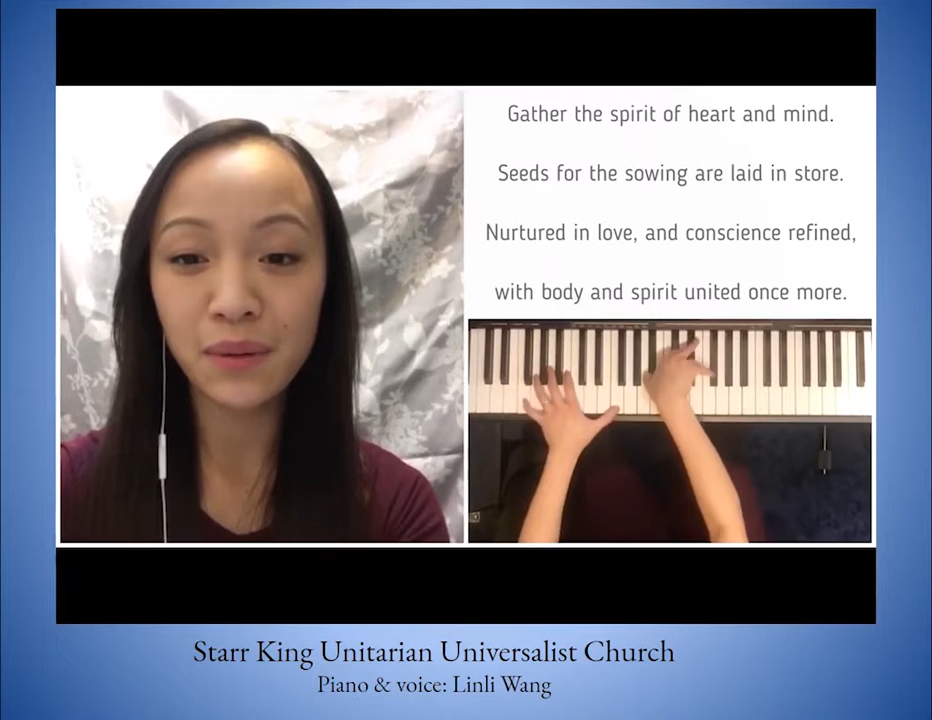 Gather the spirit of heart and mind.
Seeds for the sowing are laid in store.
Nurtured in love, and conscience refined,
with body and spirit united once more.
Starr King Unitarian Universalist Church
Piano & voice: Linli Wang